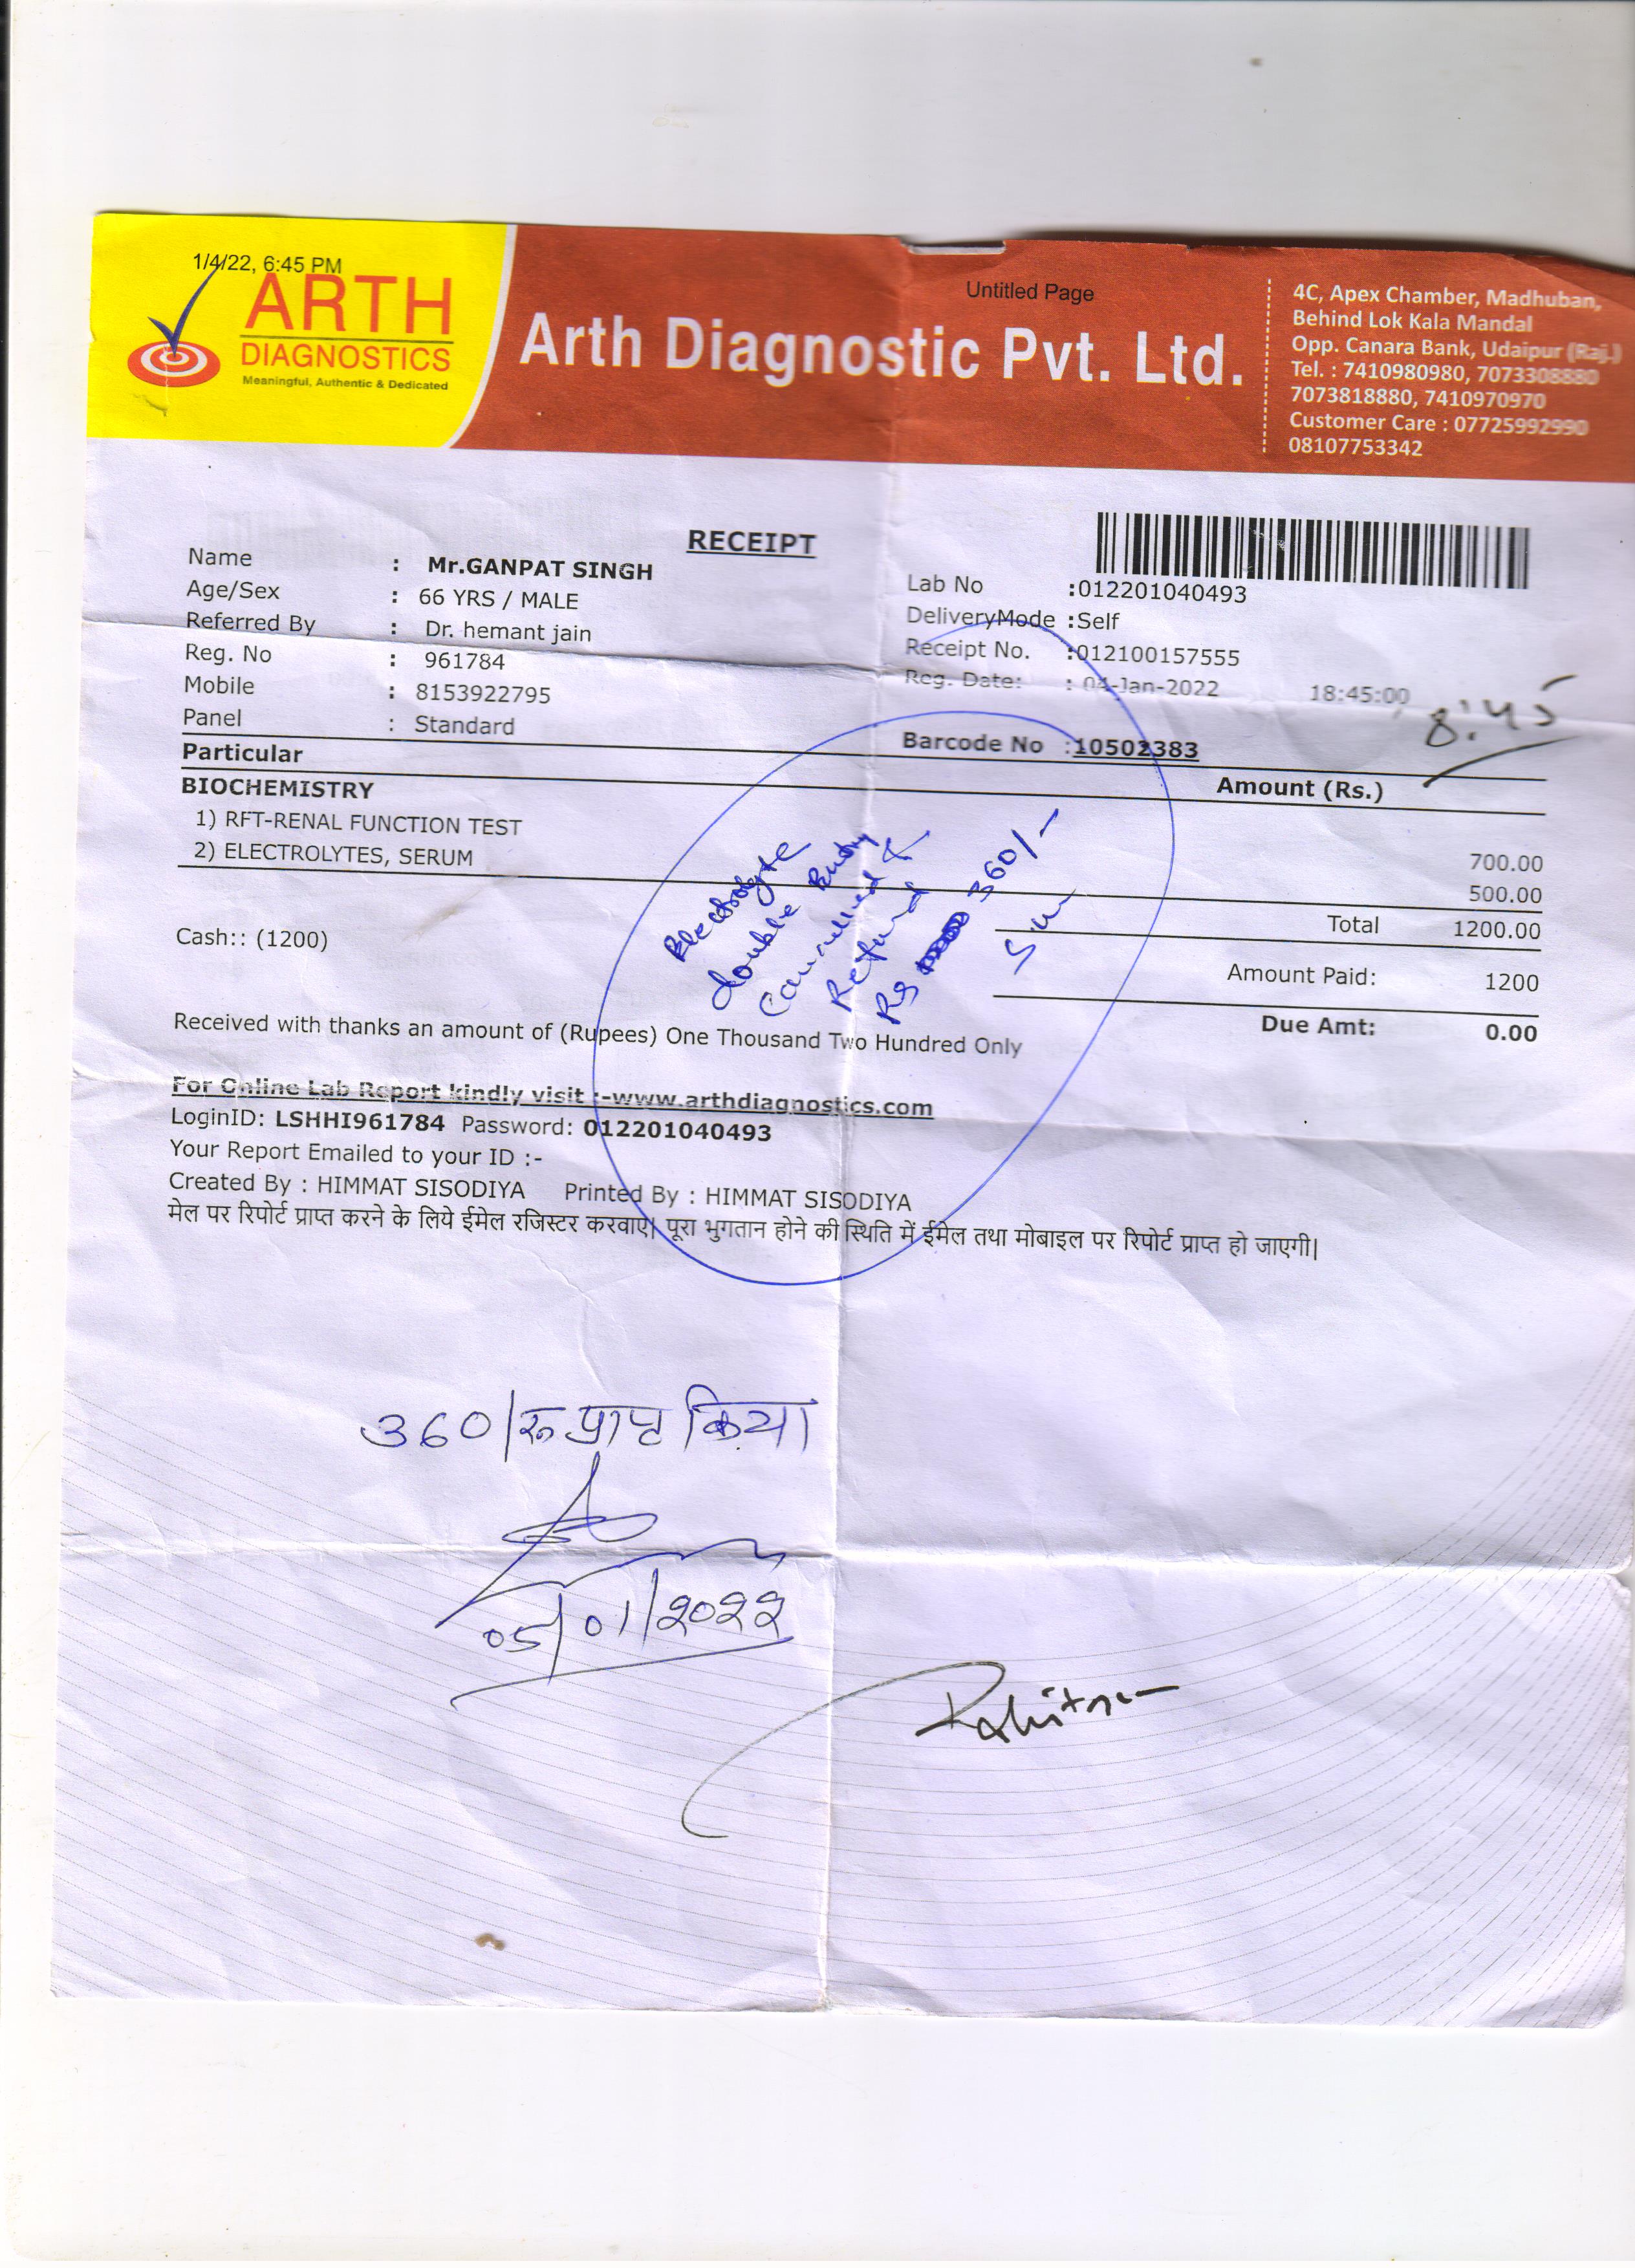 1/4/22, 6:45 PM
Untitled Page
ARTH
DIAGNOSTICS
Meaningful, Authentic & Dedicated
Arth Diagnostic Pvt. Ltd.
4C, Apex Chamber, Madhuban,
Behind Lok Kala Mandal
Opp. Canara Bank, Udaipur (Raj.)
Tel. : 7410980980, 7073308880
7073818880, 7410970970
Customer Care : 07725992990
08107753342
RECEIPT
Name : Mr.GANPAT SINGH
Age/Sex : 66 YRS / MALE
Referred By : Dr. hemant jain
Reg. No : 961784
Mobile : 8153922795
Panel : Standard
Lab No :012201040493
DeliveryMode :Self
Receipt No. :012100157555
Reg. Date: : 04-Jan-2022 18:45:00
8:45
Barcode No :10502383
Particular Amount (Rs.)
BIOCHEMISTRY
1) RFT-RENAL FUNCTION TEST 700.00
2) ELECTROLYTES, SERUM 500.00
Total 1200.00
Cash:: (1200)
Amount Paid: 1200
Due Amt: 0.00
Electrolyte
double Entry
Cancelled &
Refund
Rs 360/-
Received with thanks an amount of (Rupees) One Thousand Two Hundred Only
For Online Lab Report kindly visit :-www.arthdiagnostics.com
LoginID: LSHHI961784 Password: 012201040493
Your Report Emailed to your ID :-
Created By : HIMMAT SISODIYA Printed By : HIMMAT SISODIYA
मेल पर रिपोर्ट प्राप्त करने के लिये ईमेल रजिस्टर करवाए| पूरा भुगतान होने की स्थिति में ईमेल तथा मोबाइल पर रिपोर्ट प्राप्त हो जाएगी|
360/रू प्राप्त किया
05/01/2022